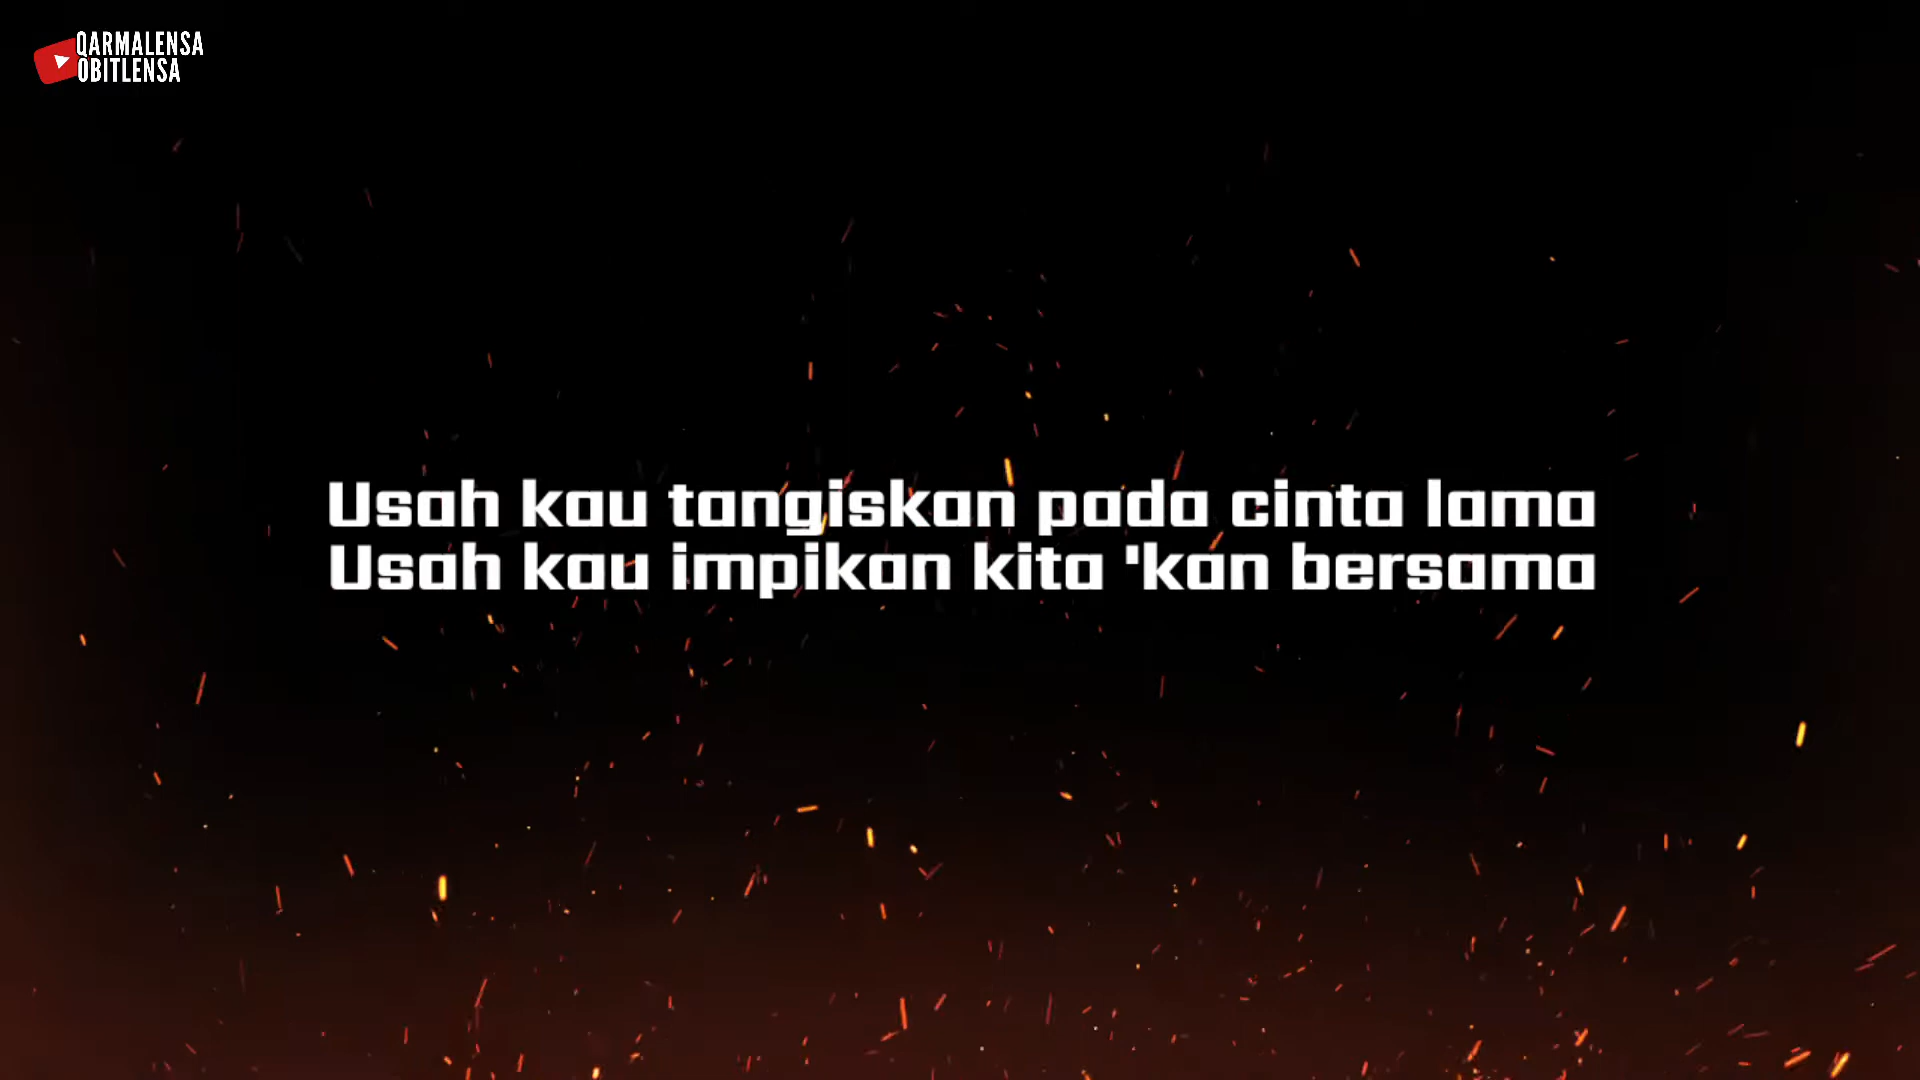 QARMALENSA
OBITLENSA
Usah kau tangiskan pada cinta lama
Usah kau impikan kita 'kan bersama